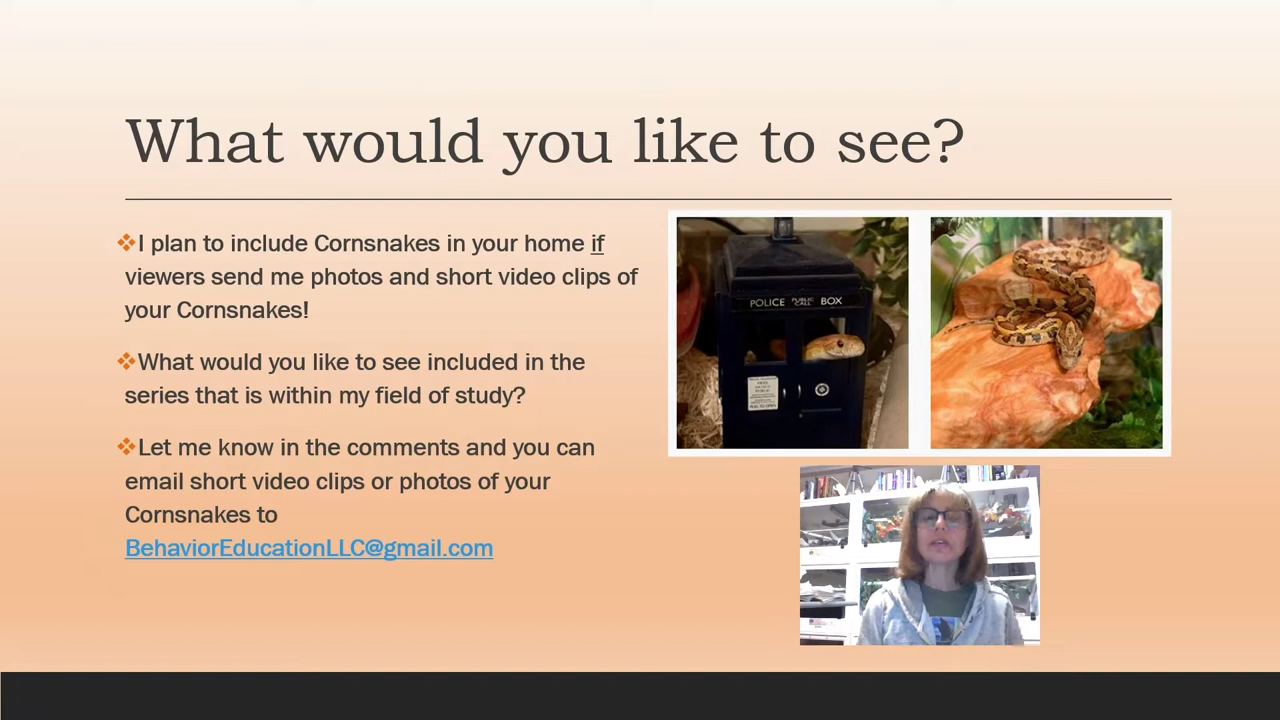 What would you like to see?
I plan to include Cornsnakes in your home if
viewers send me photos and short video clips of
your Cornsnakes!
What would you like to see included in the
series that is within my field of study?
Let me know in the comments and you can
email short video clips or photos of your
Cornsnakes to
BehaviorEducationLLC@gmail.com
POLICE PUBLIC CALL BOX